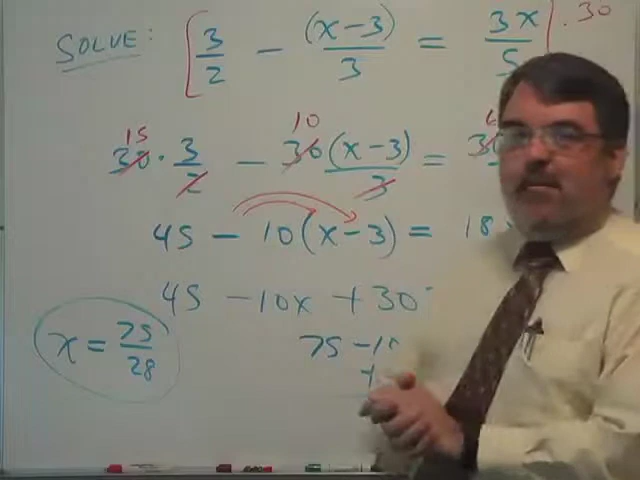 SOLVE: [ 3/2 - (x-3)/3 = 3x/5 ] . 30
15 10 6
30 · 3/2 - 30(x-3)/3 = 30
45 - 10(x-3) = 18
45 - 10x + 30
75 - 10
+
x = 75/28